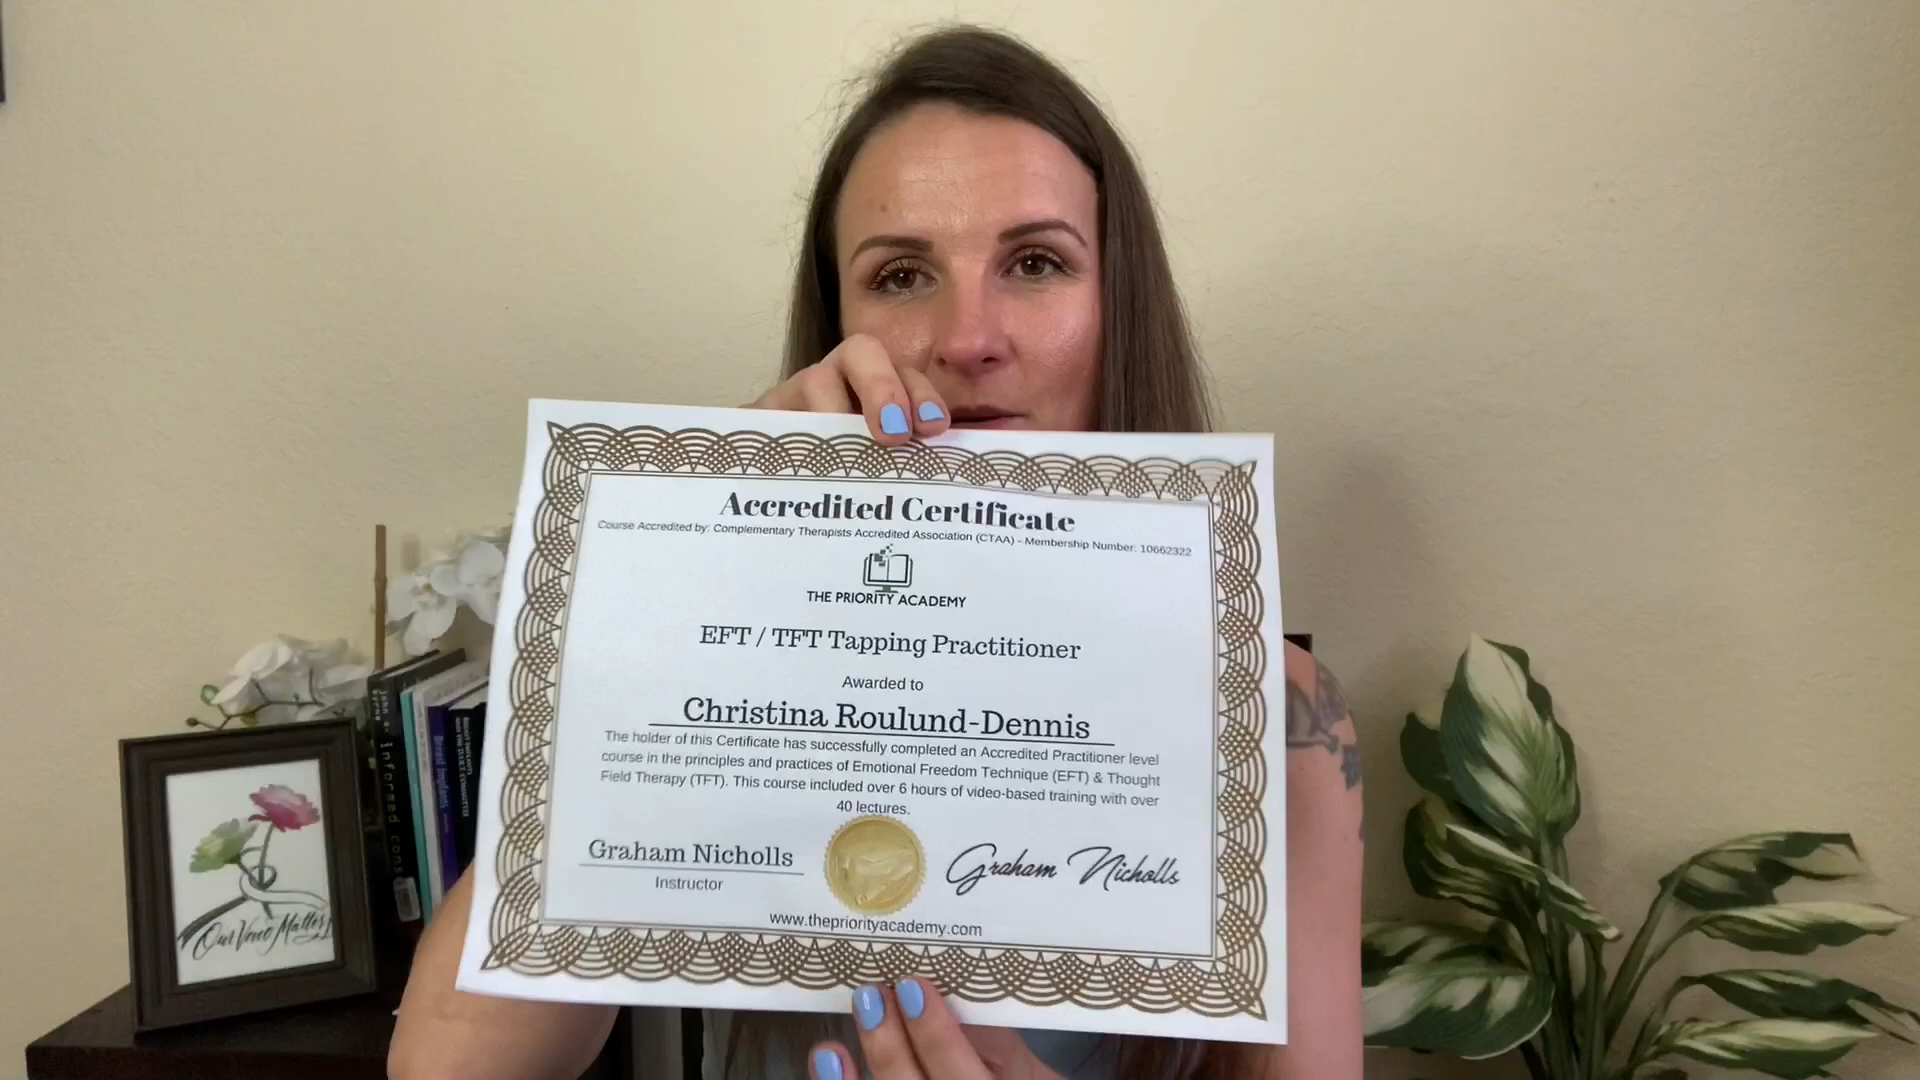 Accredited Certificate
Course Accredited by: Complementary Therapists Accredited Association (CTAA) - Membership Number: 10662322
THE PRIORITY ACADEMY
EFT / TFT Tapping Practitioner
Awarded to
Christina Roulund-Dennis
The holder of this Certificate has successfully completed an Accredited Practitioner level
course in the principles and practices of Emotional Freedom Technique (EFT) & Thought
Field Therapy (TFT). This course included over 6 hours of video-based training with over
40 lectures.
Graham Nicholls
Instructor
Graham Nicholls
www.thepriorityacademy.com
Our Voice Matters
Breast Implants